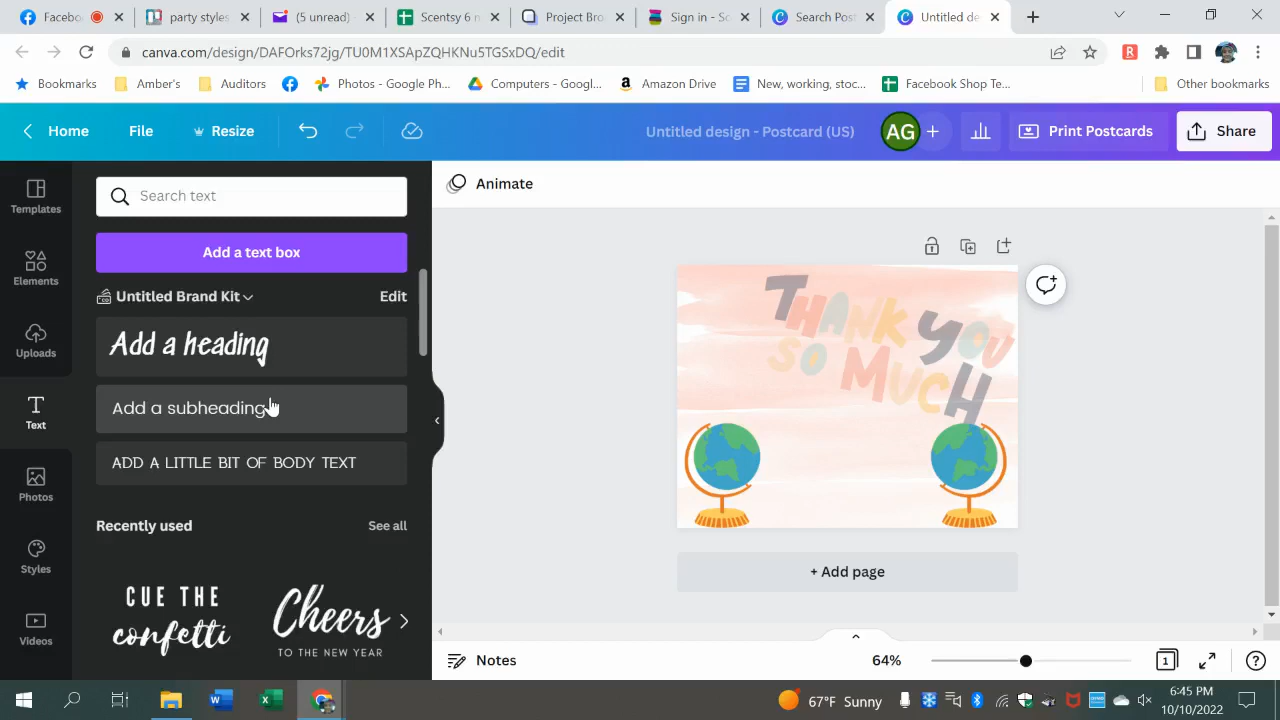 Faceboo
party styles
(5 unread)
Scentsy 6 n
Project Bro
Sign in - Sc
Search Post
Untitled de
canva.com/design/DAFOrks72jg/TU0M1XSApZQHKNu5TGSxDQ/edit
Bookmarks
Amber's
Auditors
Photos - Google Ph...
Computers - Googl...
Amazon Drive
New, working, stoc...
Facebook Shop Te...
Other bookmarks
Home
File
Resize
Untitled design - Postcard (US)
AG
Print Postcards
Share
Templates
Elements
Uploads
Text
Photos
Styles
Videos
Search text
Add a text box
Untitled Brand Kit
Edit
Add a heading
Add a subheading
ADD A LITTLE BIT OF BODY TEXT
Recently used
See all
CUE THE
confetti
Cheers
TO THE NEW YEAR
Animate
THANK YOU
SO MUCH
+ Add page
Notes
64%
1
67°F Sunny
6:45 PM
10/10/2022